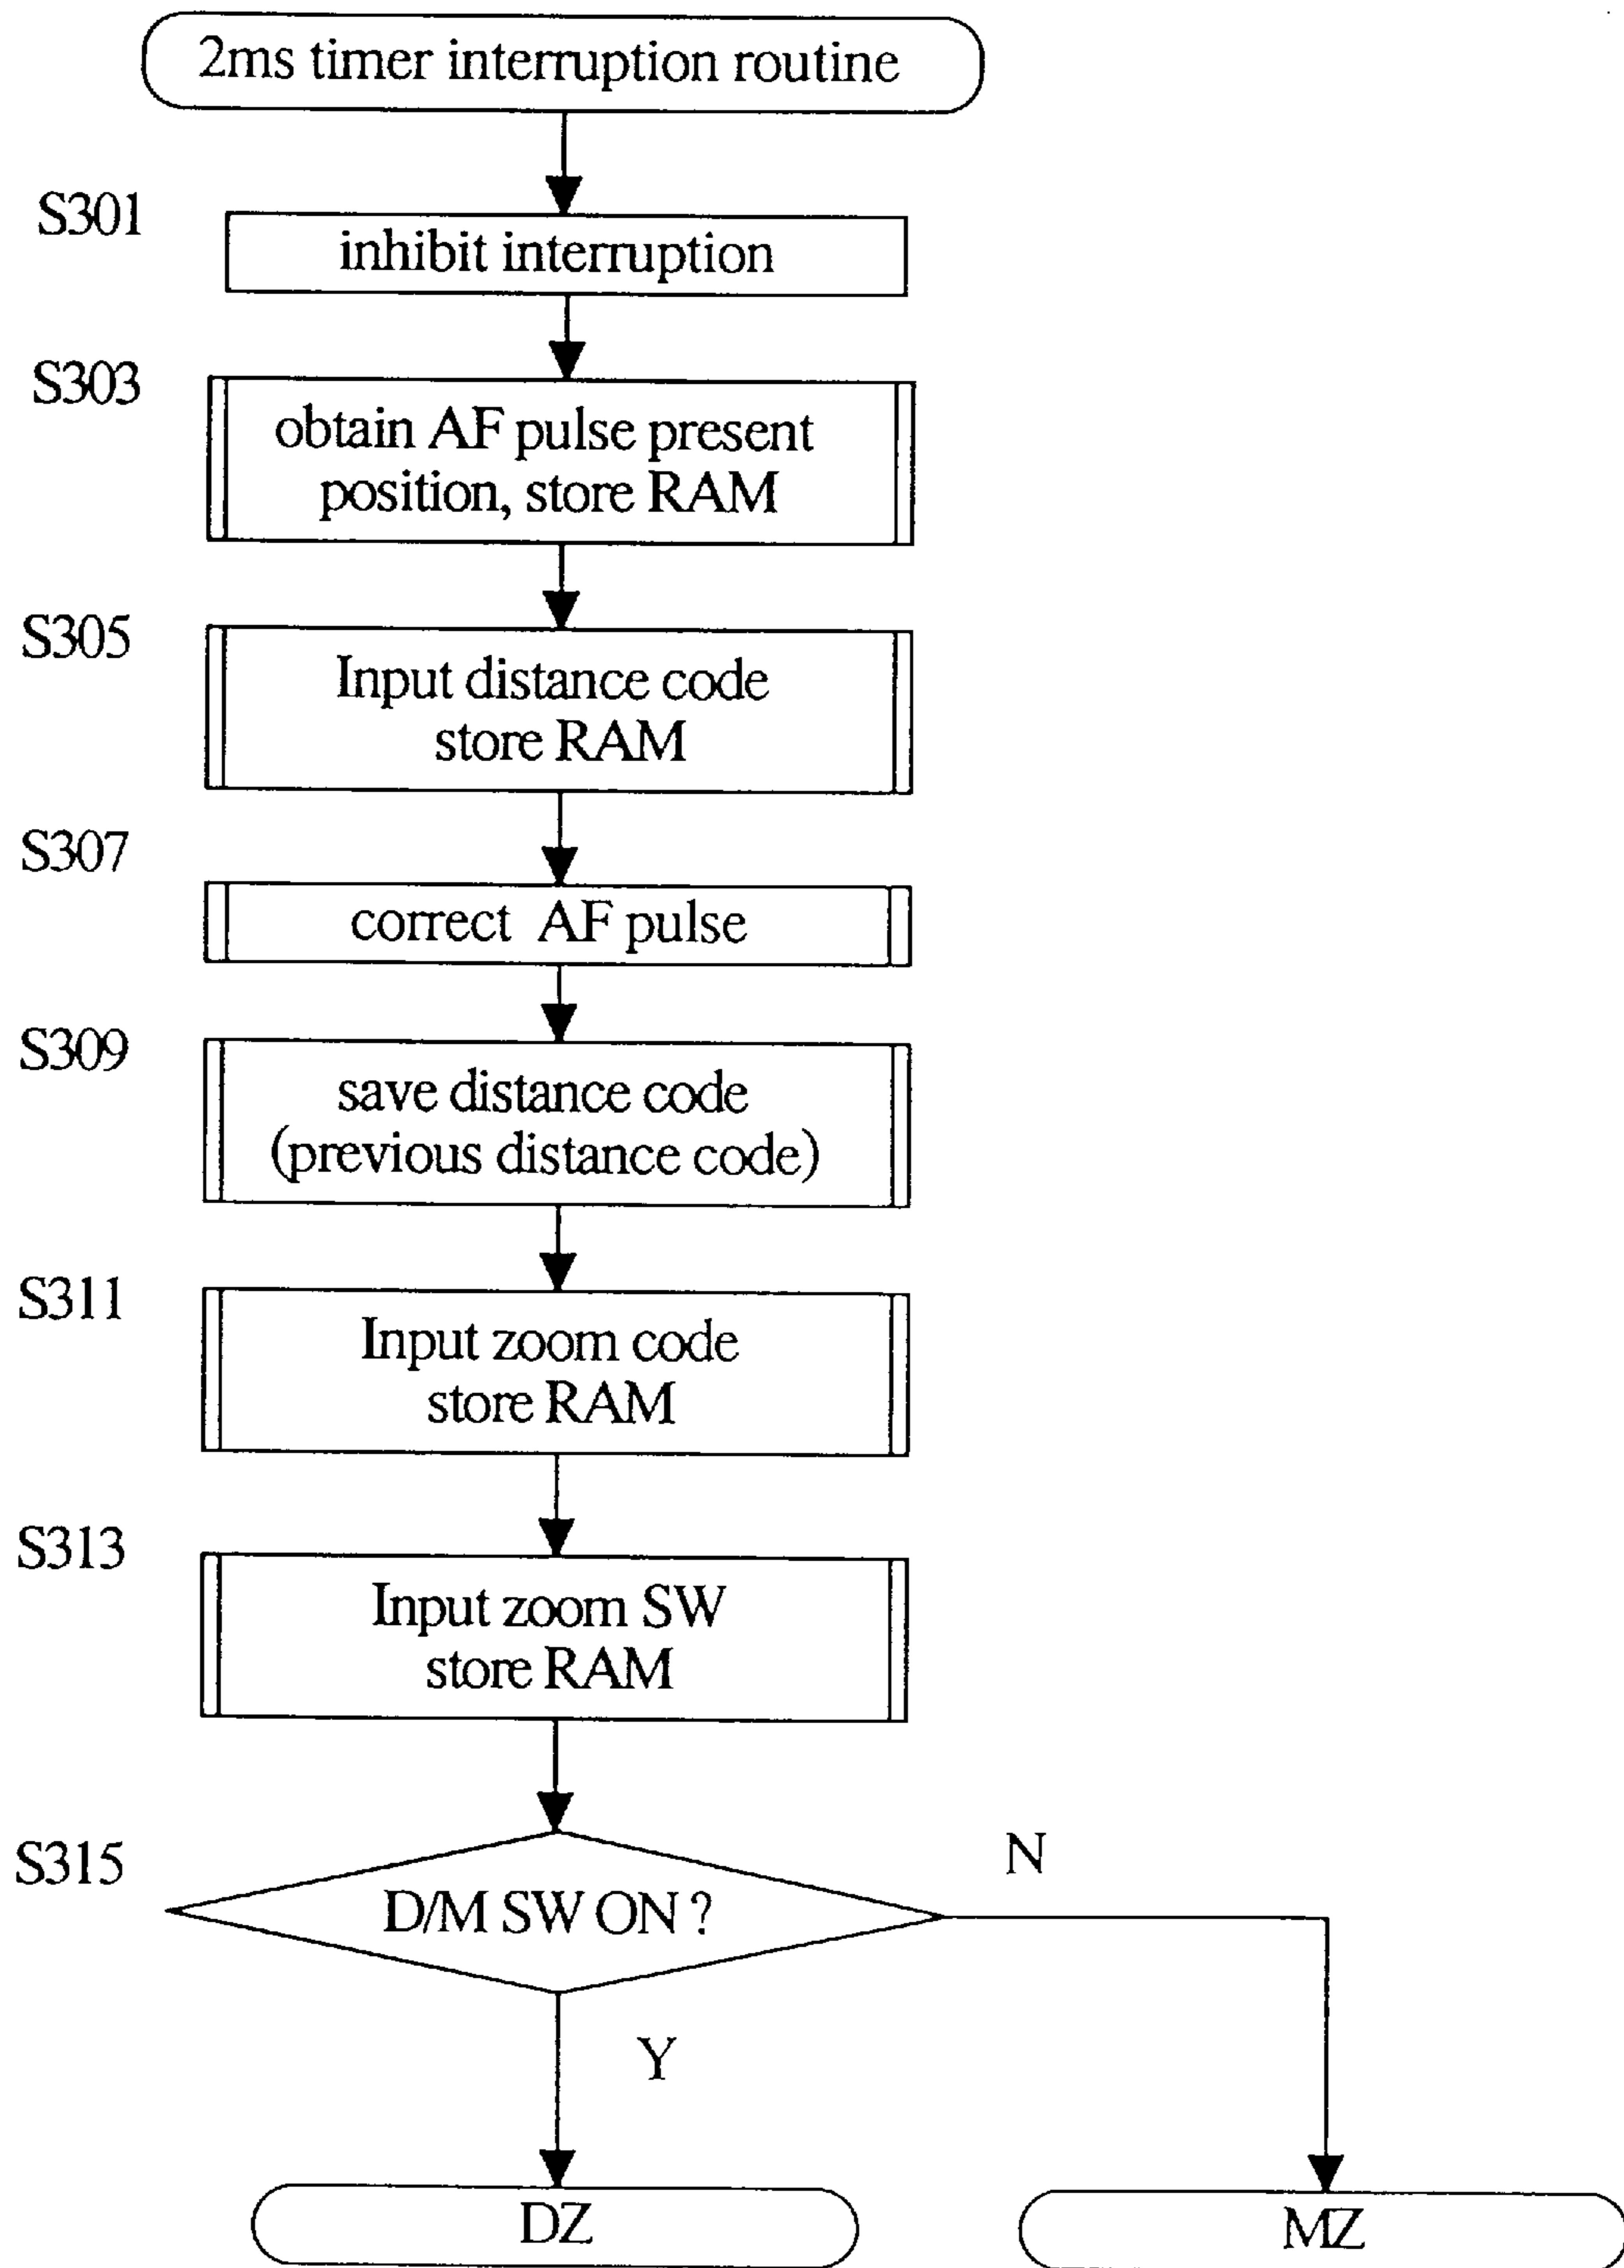 2ms timer interruption routine
S301
inhibit interruption
S303
obtain AF pulse present
position, store RAM
S305
Input distance code
store RAM
S307
correct AF pulse
S309
save distance code
(previous distance code)
S311
Input zoom code
store RAM
S313
Input zoom SW
store RAM
S315
D/M SW ON ?
N
Y
DZ
MZ